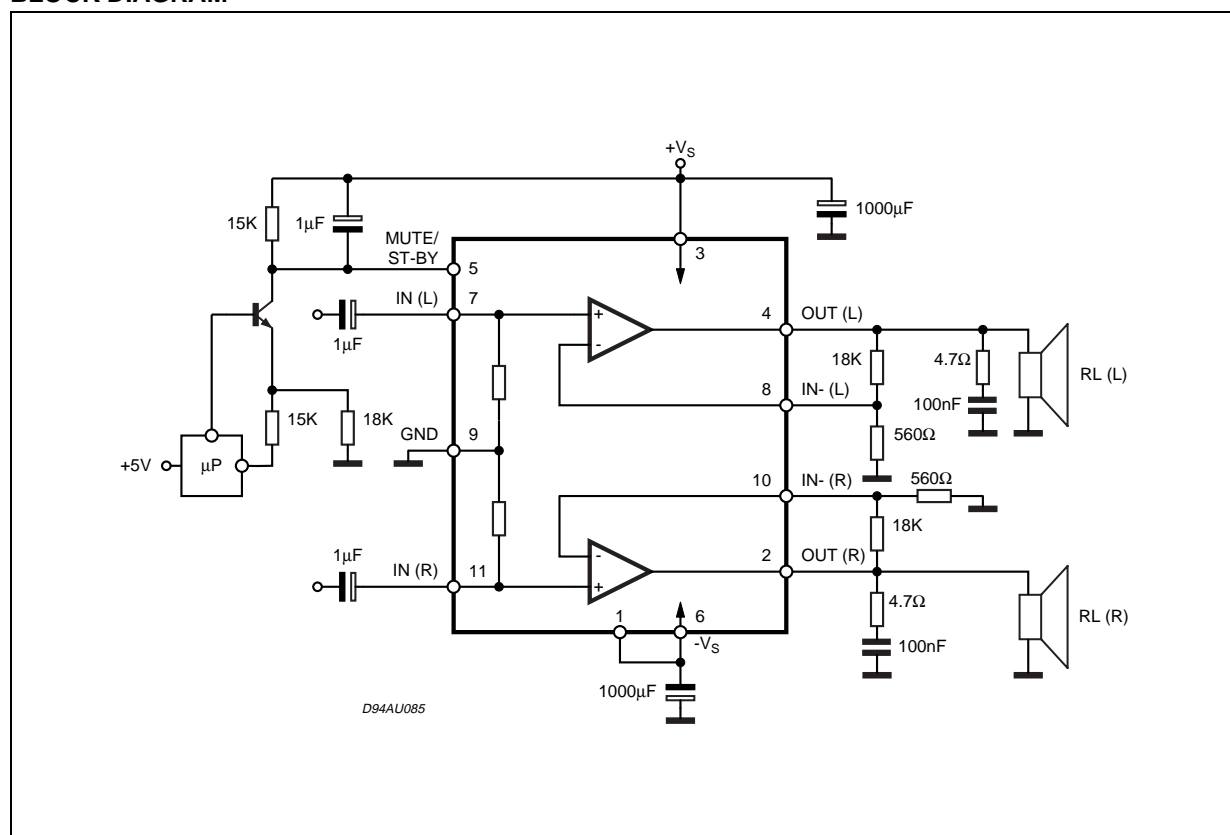 BLOCK DIAGRAM
+VS
1000µF
15K
1µF
MUTE/
ST-BY
5
3
IN (L)
7
1µF
+
-
4
OUT (L)
18K
4.7Ω
RL (L)
8
IN- (L)
100nF
15K
18K
GND
9
560Ω
+5V
µP
10
IN- (R)
560Ω
18K
1µF
IN (R)
11
-
+
2
OUT (R)
4.7Ω
RL (R)
1
6
-VS
100nF
1000µF
D94AU085